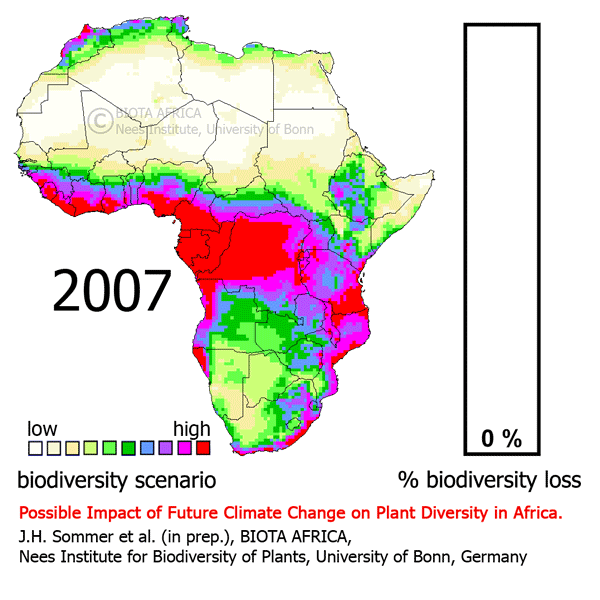 © BIOTA AFRICA
Nees Institute, University of Bonn
2007
low high
0 %
biodiversity scenario
% biodiversity loss
Possible Impact of Future Climate Change on Plant Diversity in Africa.
J.H. Sommer et al. (in prep.), BIOTA AFRICA,
Nees Institute for Biodiversity of Plants, University of Bonn, Germany